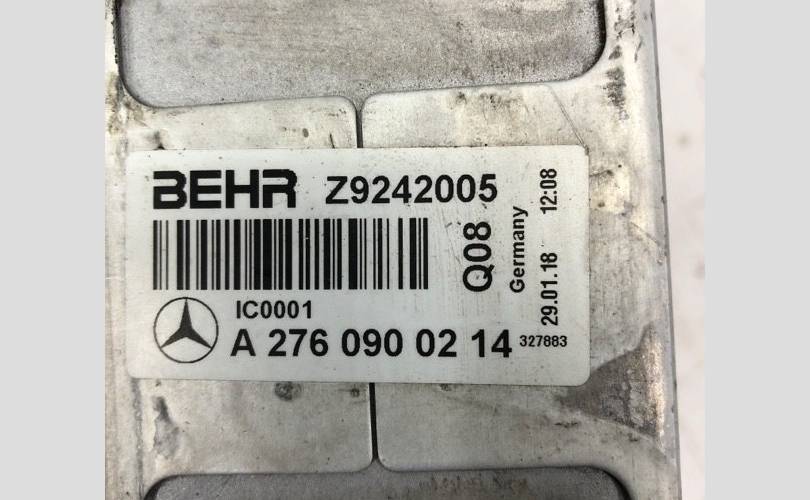 BEHR Z9242005
Q08
Germany
29.01.18 12:08
IC0001
A 276 090 02 14 327883